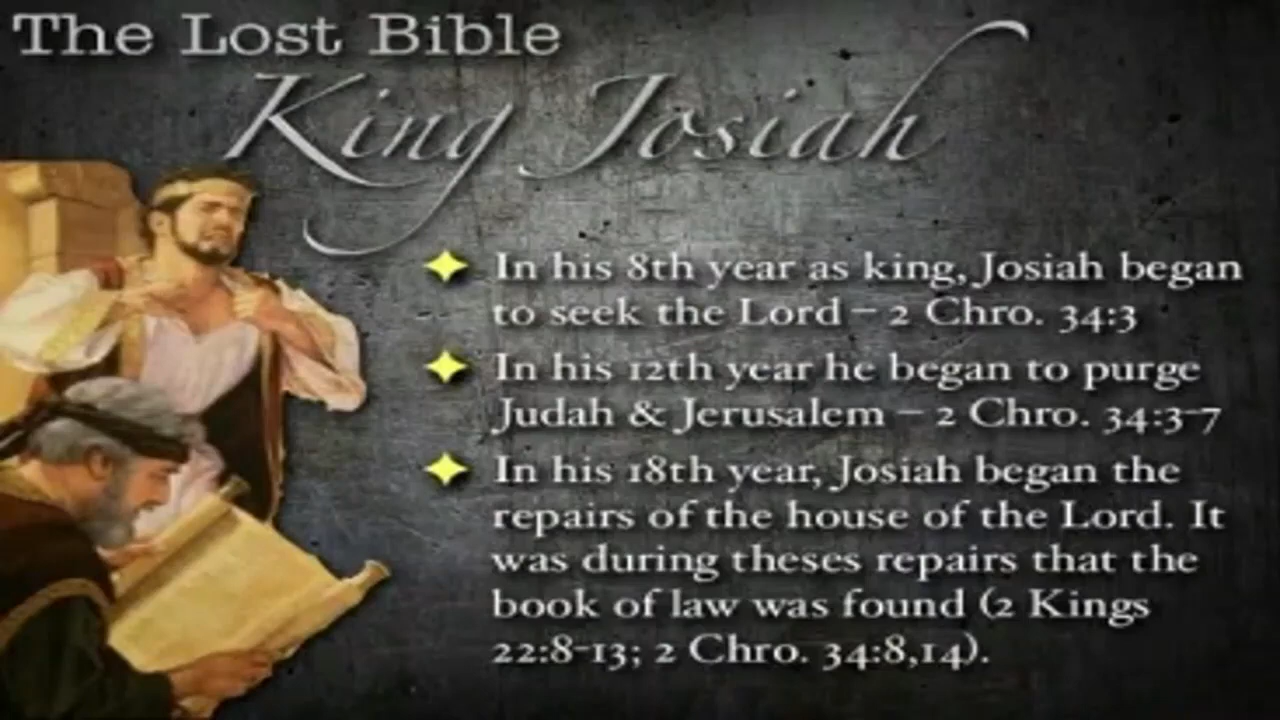 The Lost Bible
King Josiah
In his 8th year as king, Josiah began
to seek the Lord – 2 Chro. 34:3
In his 12th year he began to purge
Judah & Jerusalem – 2 Chro. 34:3-7
In his 18th year, Josiah began the
repairs of the house of the Lord. It
was during theses repairs that the
book of law was found (2 Kings
22:8-13; 2 Chro. 34:8,14).